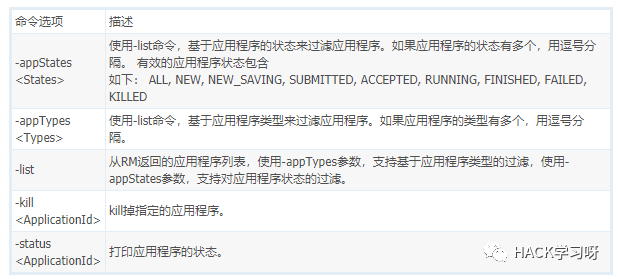 命令选项 描述
-appStates
<States>
使用-list命令，基于应用程序的状态来过滤应用程序。如果应用程序的状态有多个，用逗号分
隔。 有效的应用程序状态包含
如下： ALL, NEW, NEW_SAVING, SUBMITTED, ACCEPTED, RUNNING, FINISHED, FAILED,
KILLED
-appTypes
<Types>
使用-list命令，基于应用程序类型来过滤应用程序。如果应用程序的类型有多个，用逗号分
隔。
-list
从RM返回的应用程序列表，使用-appTypes参数，支持基于应用程序类型的过滤，使用-
appStates参数，支持对应用程序状态的过滤。
-kill
<ApplicationId>
kill掉指定的应用程序。
-status
<ApplicationId>
打印应用程序的状态。
HACK学习呀